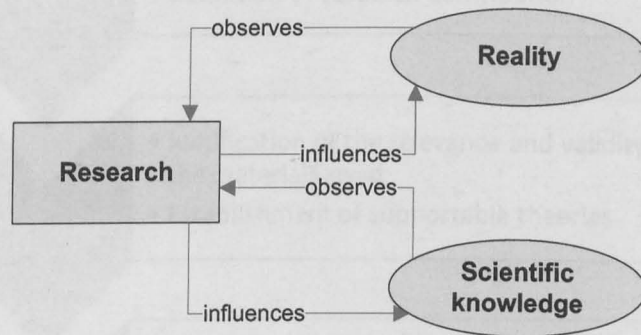 observes
Reality
Research
influences
observes
Scientific
knowledge
influences